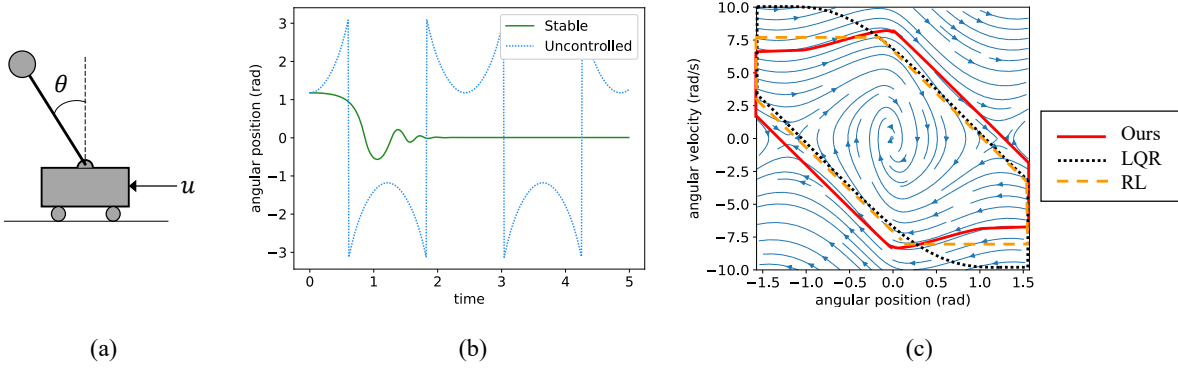 θ
u
(a)
angular position (rad)
3
2
1
0
−1
−2
−3
Stable
Uncontrolled
0
1
2
3
4
5
time
(b)
angular velocity (rad/s)
10.0
7.5
5.0
2.5
0.0
−2.5
−5.0
−7.5
−10.0
−1.5
−1.0
−0.5
0.0
0.5
1.0
1.5
angular position (rad)
(c)
Ours
LQR
RL